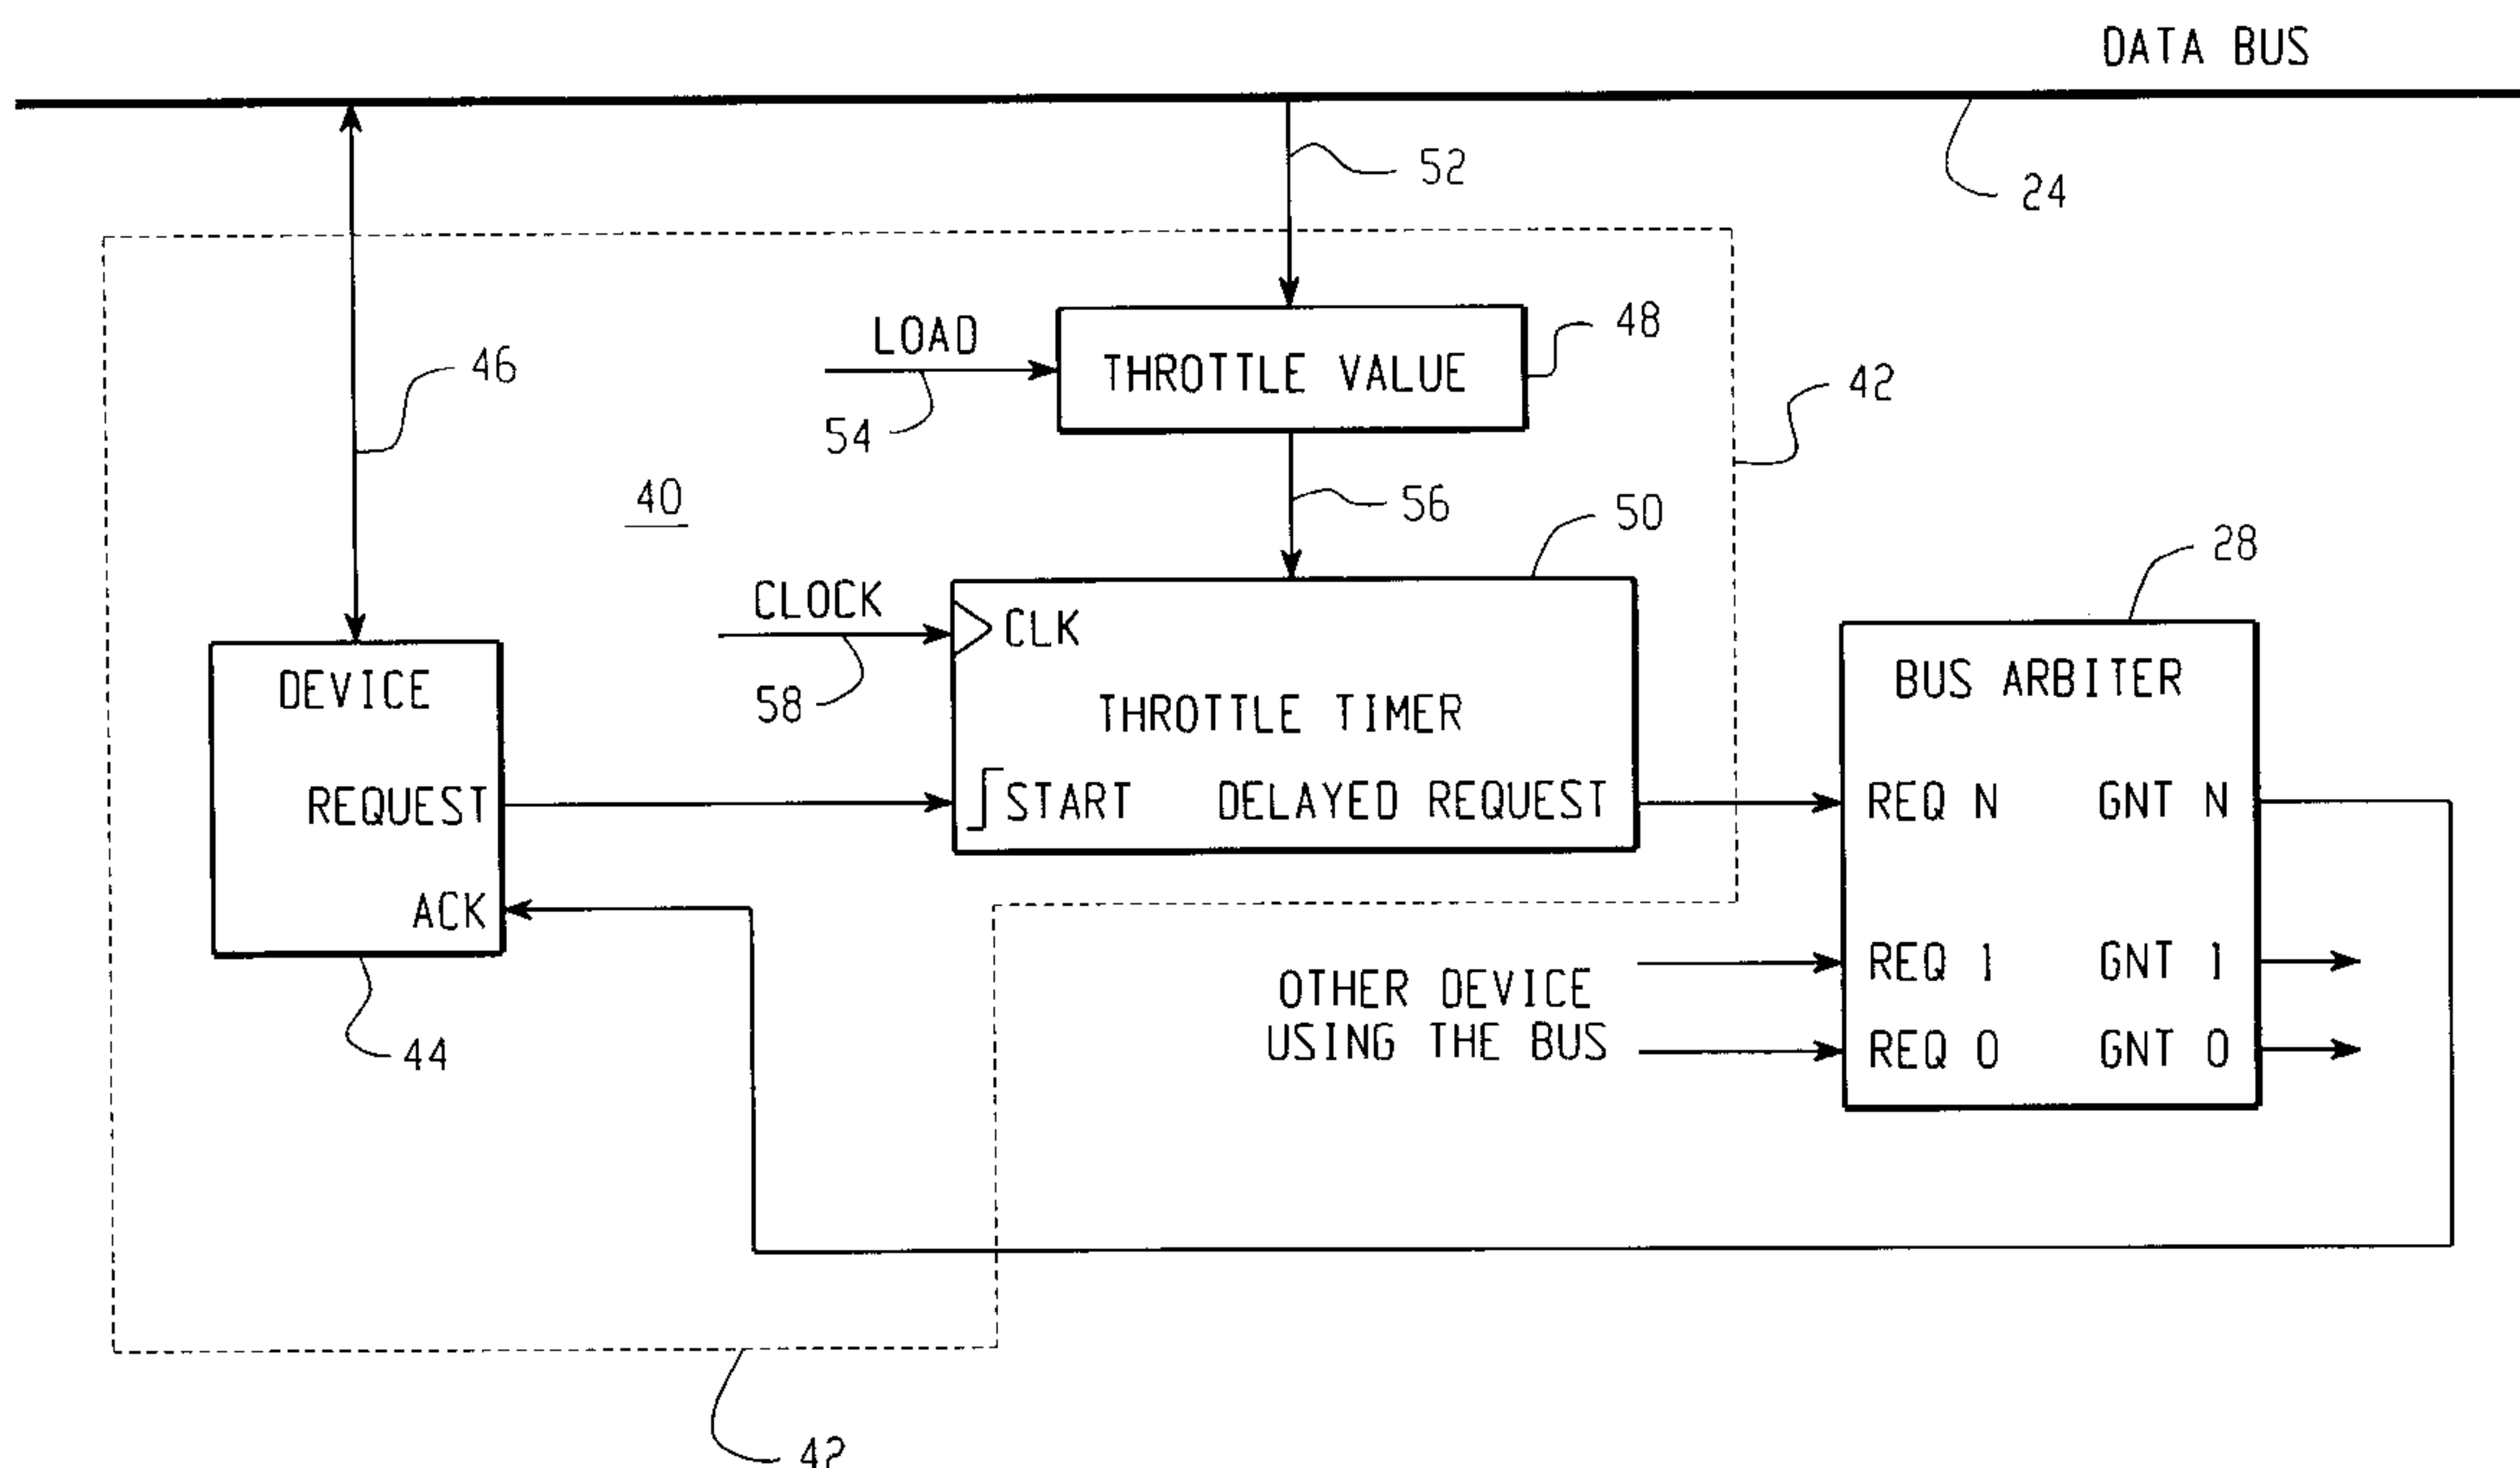 DATA BUS
52
24
LOAD
48
THROTTLE VALUE
46
42
54
40
56
50
28
CLOCK
CLK
DEVICE
BUS ARBITER
58
THROTTLE TIMER
REQUEST
START
DELAYED REQUEST
REQ N
GNT N
ACK
REQ 1
GNT 1
OTHER DEVICE
USING THE BUS
REQ 0
GNT 0
44
42